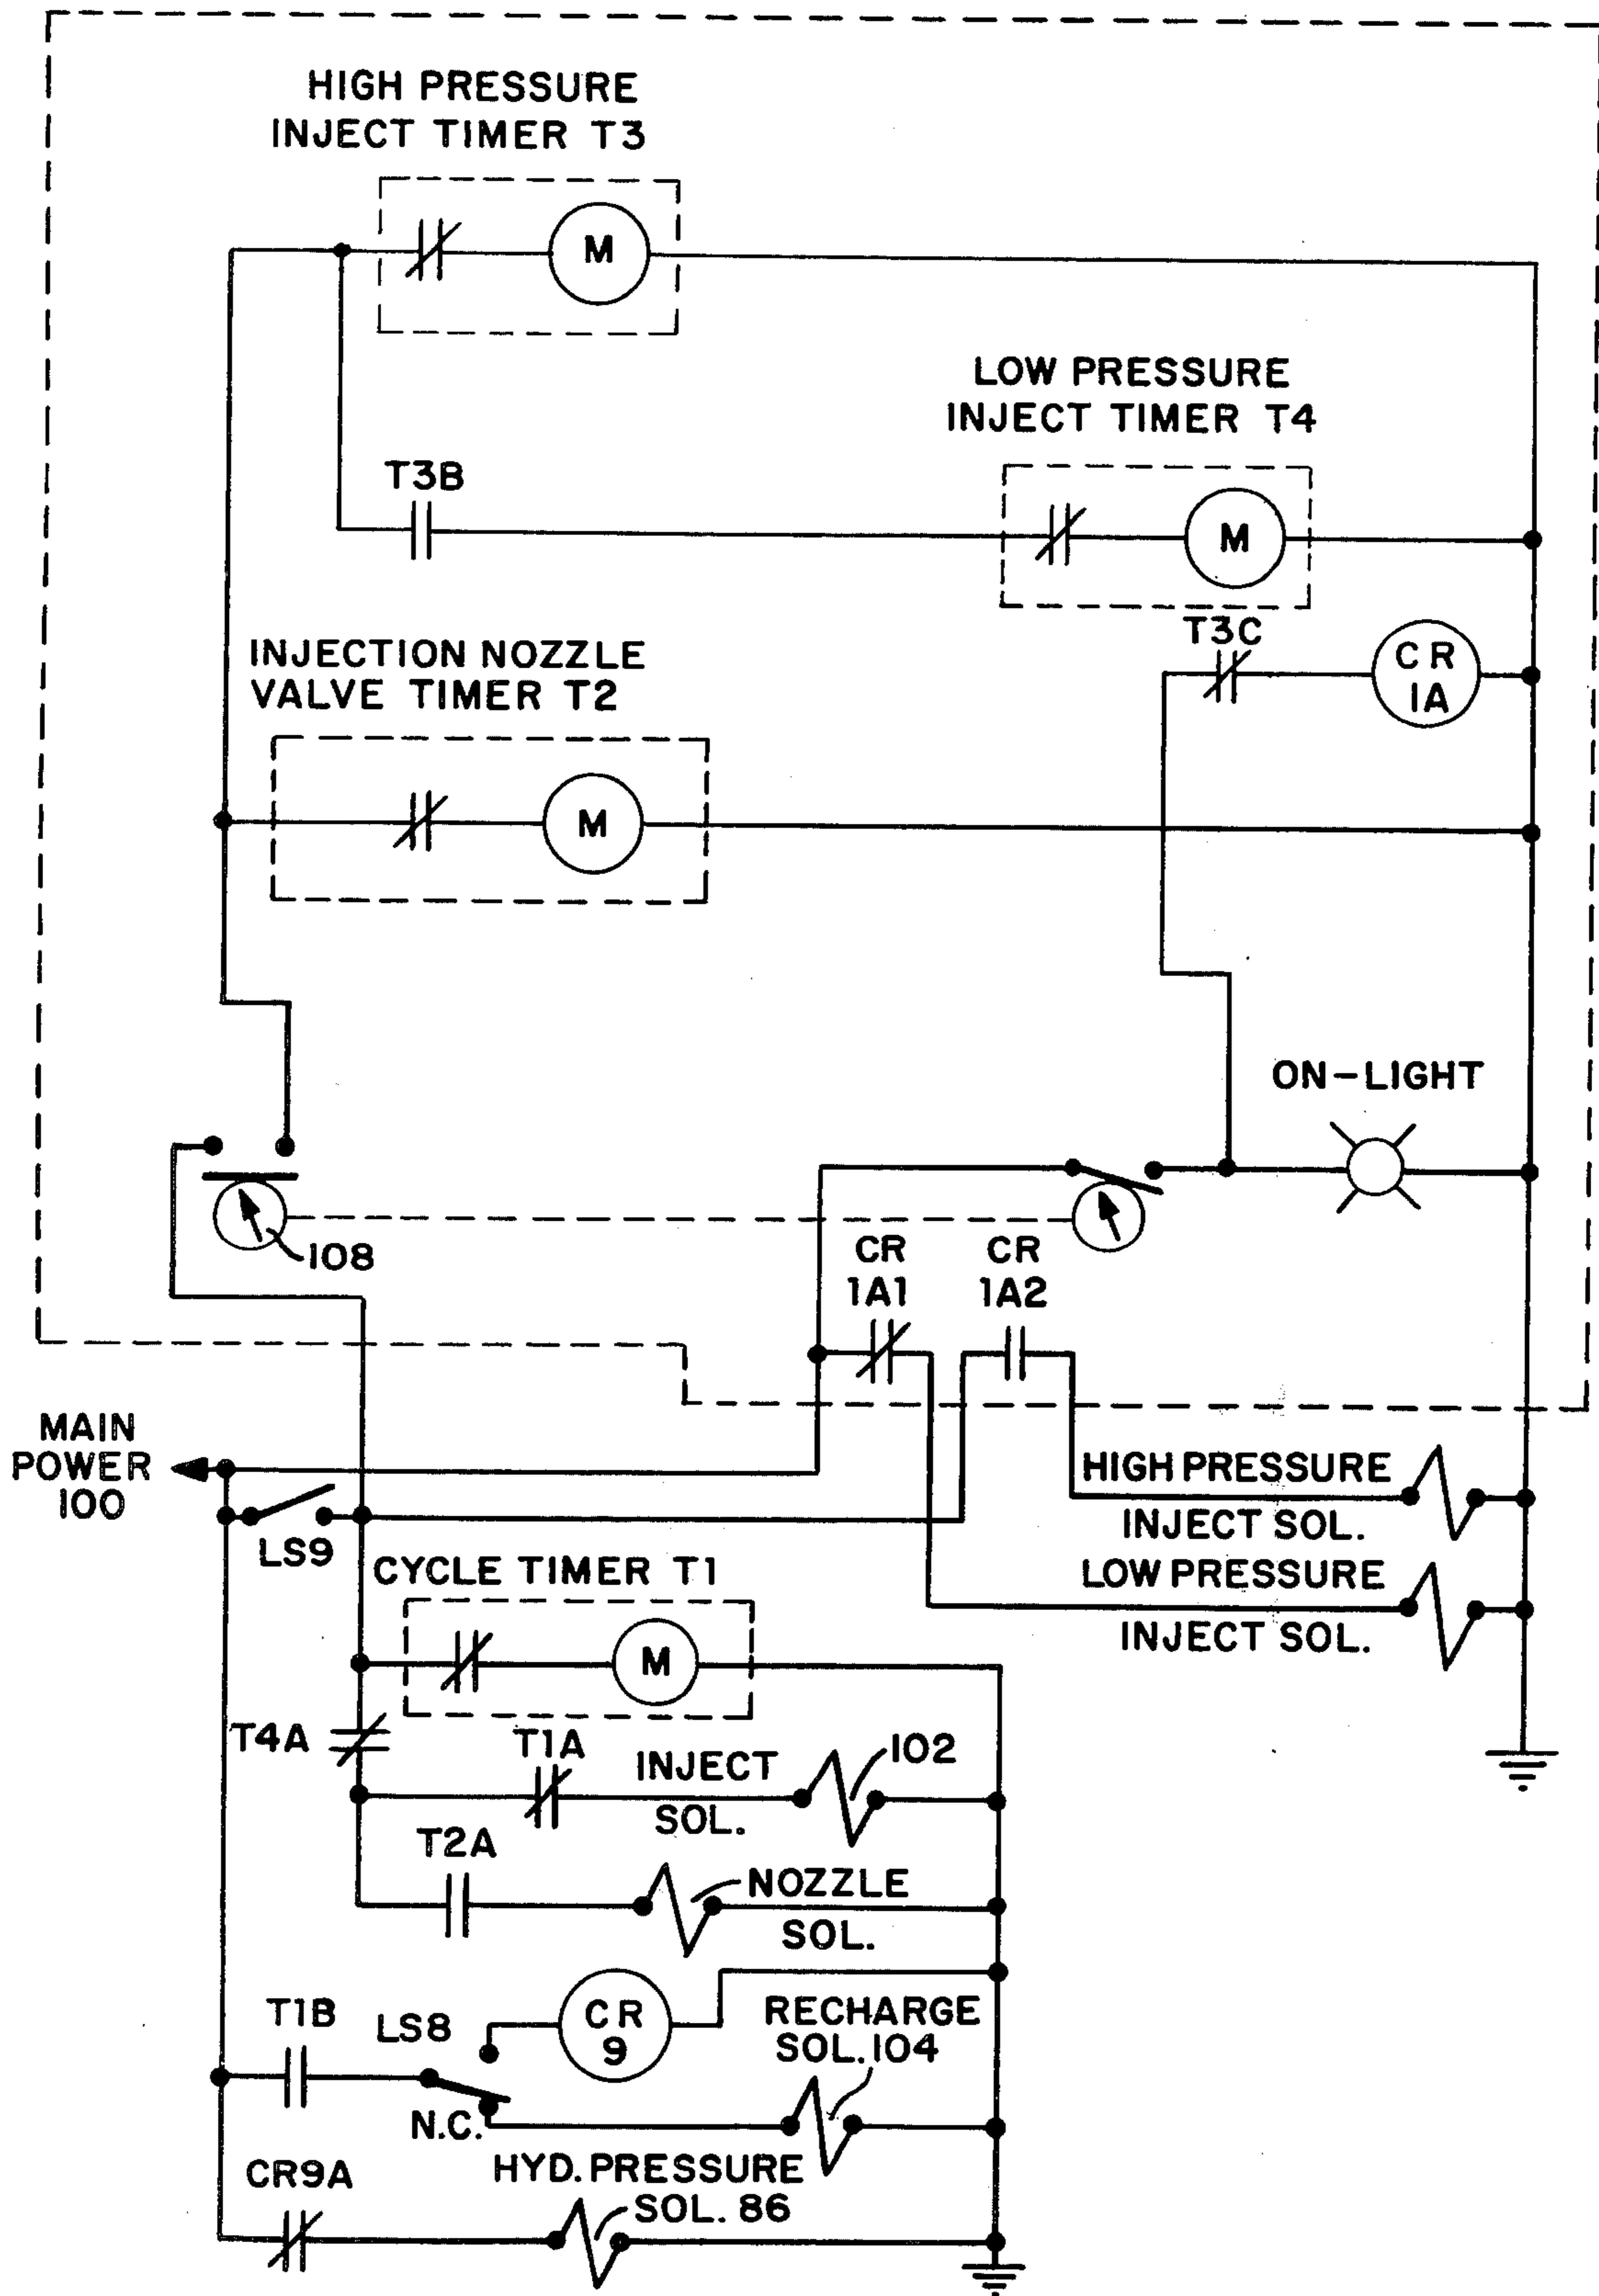 HIGH PRESSURE
INJECT TIMER T3
M
LOW PRESSURE
INJECT TIMER T4
T3B
M
T3C
CR
1A
INJECTION NOZZLE
VALVE TIMER T2
M
ON-LIGHT
108
CR
1A1
CR
1A2
MAIN
POWER
100
LS9
HIGH PRESSURE
INJECT SOL.
LOW PRESSURE
INJECT SOL.
CYCLE TIMER T1
M
T4A
T1A
INJECT
SOL.
102
T2A
NOZZLE
SOL.
T1B
LS8
CR
9
RECHARGE
SOL. 104
N.C.
CR9A
HYD. PRESSURE
SOL. 86